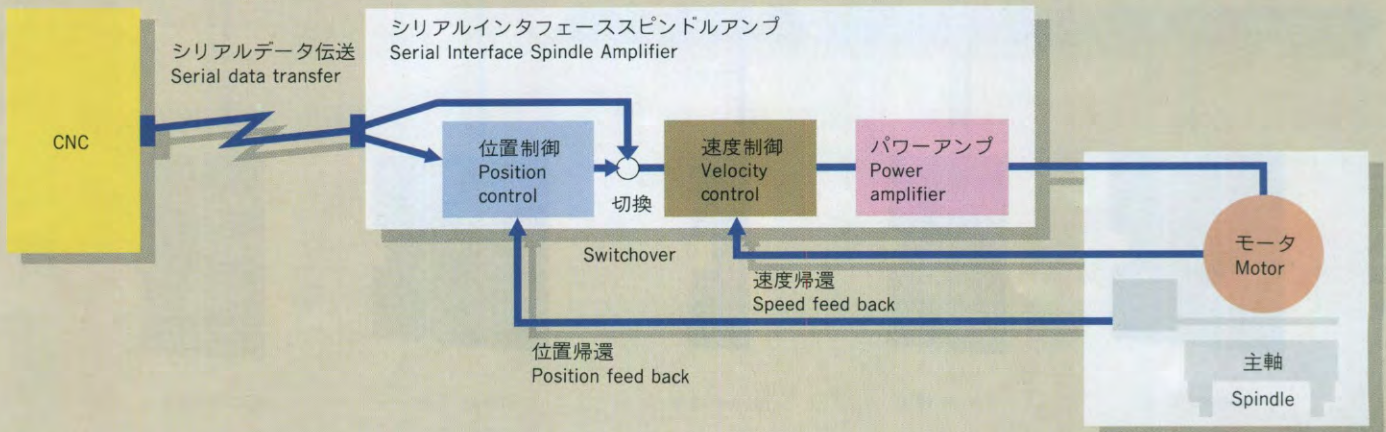 シリアルインタフェーススピンドルアンプ
Serial Interface Spindle Amplifier
シリアルデータ伝送
Serial data transfer
CNC
位置制御
Position
control
切換
Switchover
速度制御
Velocity
control
パワーアンプ
Power
amplifier
モータ
Motor
速度帰還
Speed feed back
位置帰還
Position feed back
主軸
Spindle